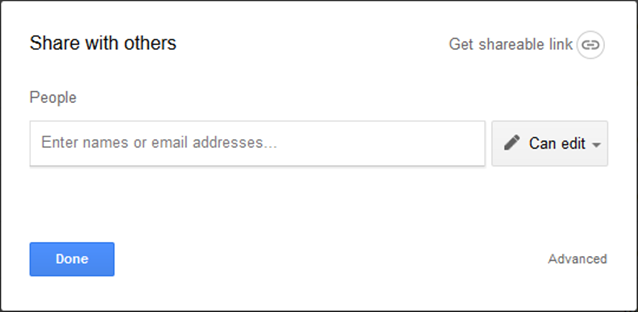 Share with others
Get shareable link
People
Enter names or email addresses...
Can edit
Done
Advanced